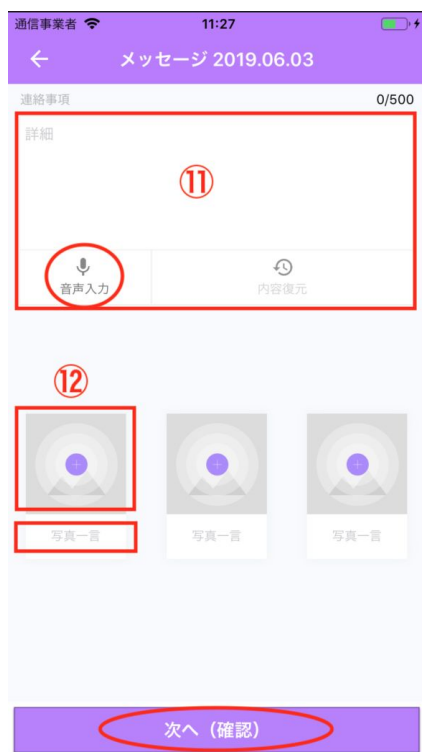 通信事業者 11:27
メッセージ 2019.06.03
連絡事項 0/500
詳細
⑪
音声入力 内容復元
⑫
写真一言 写真一言 写真一言
次へ（確認）